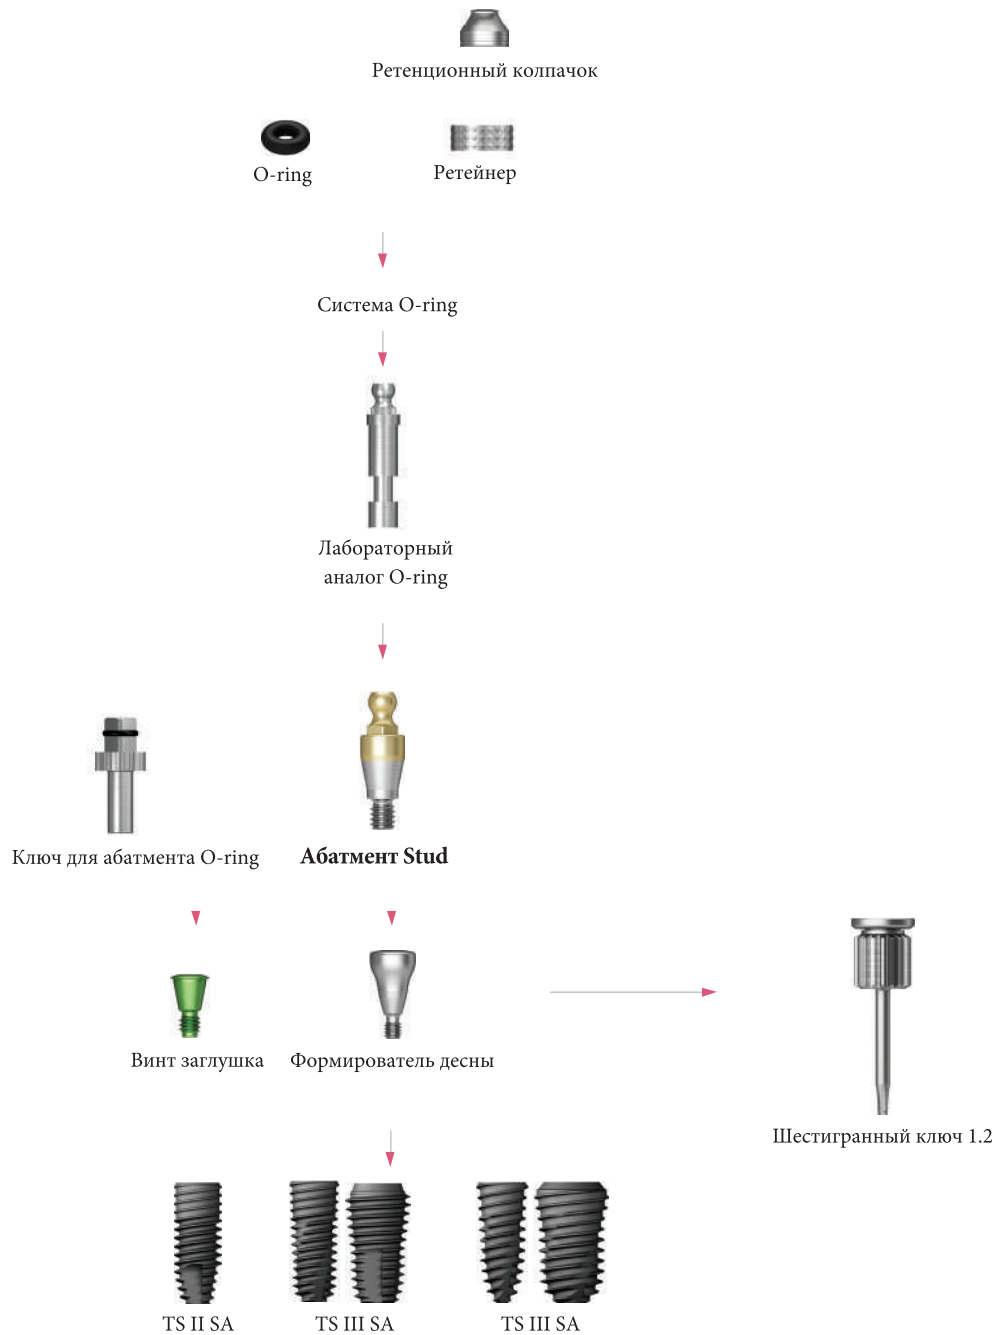 Ретенционный колпачок
O-ring
Ретейнер
Система O-ring
Лабораторный
аналог O-ring
Ключ для абатмента O-ring
Абатмент Stud
Винт заглушка
Формирователь десны
Шестигранный ключ 1.2
TS II SA
TS III SA
TS III SA